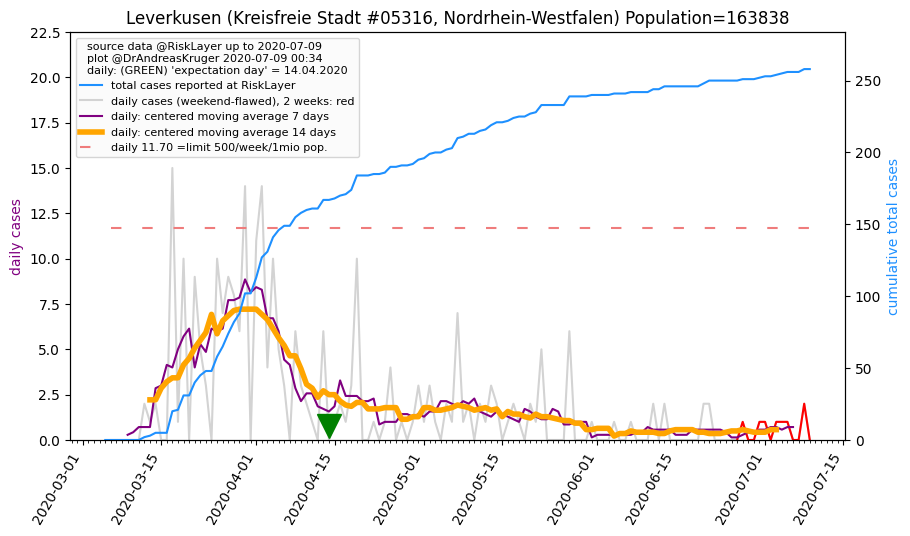 Leverkusen (Kreisfreie Stadt #05316, Nordrhein-Westfalen) Population=163838
source data @RiskLayer up to 2020-07-09
plot @DrAndreasKruger 2020-07-09 00:34
daily: (GREEN) 'expectation day' = 14.04.2020
total cases reported at RiskLayer
daily cases (weekend-flawed), 2 weeks: red
daily: centered moving average 7 days
daily: centered moving average 14 days
daily 11.70 =limit 500/week/1mio pop.
daily cases
22.5
20.0
17.5
15.0
12.5
10.0
7.5
5.0
2.5
0.0
cumulative total cases
250
200
150
100
50
0
2020-03-01
2020-03-15
2020-04-01
2020-04-15
2020-05-01
2020-05-15
2020-06-01
2020-06-15
2020-07-01
2020-07-15